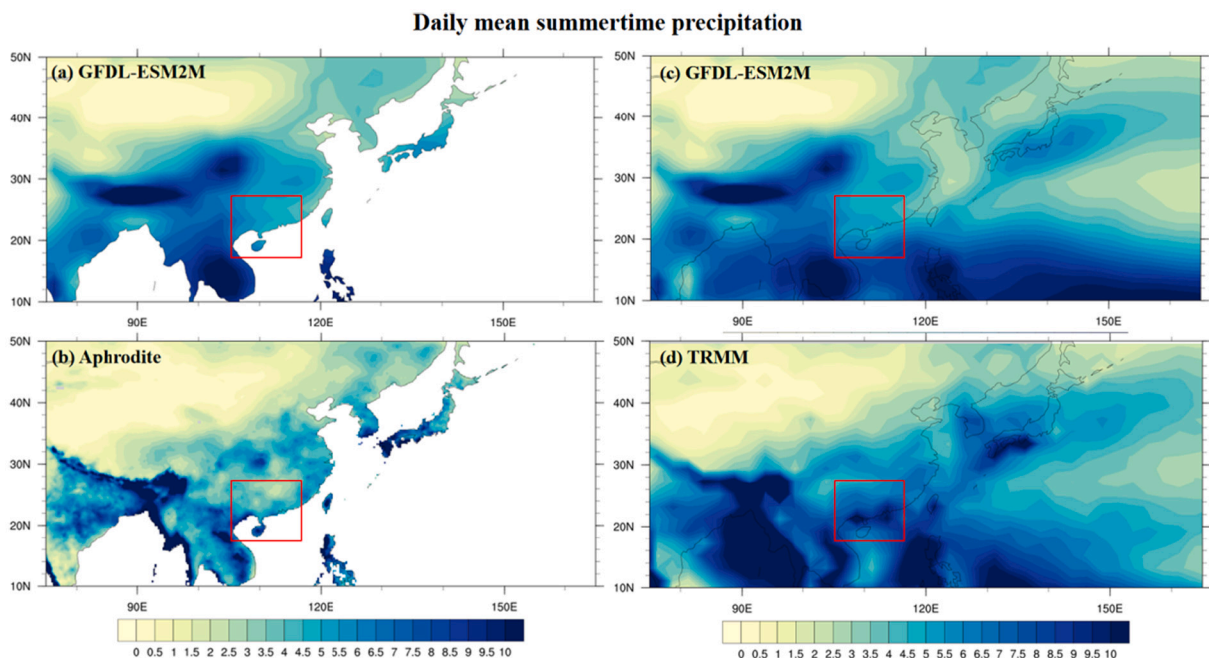 Daily mean summertime precipitation
(a) GFDL-ESM2M
50N
40N
30N
20N
10N
90E 120E 150E
(c) GFDL-ESM2M
50N
40N
30N
20N
10N
90E 120E 150E
(b) Aphrodite
50N
40N
30N
20N
10N
90E 120E 150E
(d) TRMM
50N
40N
30N
20N
10N
90E 120E 150E
0 0.5 1 1.5 2 2.5 3 3.5 4 4.5 5 5.5 6 6.5 7 7.5 8 8.5 9 9.5 10
0 0.5 1 1.5 2 2.5 3 3.5 4 4.5 5 5.5 6 6.5 7 7.5 8 8.5 9 9.5 10